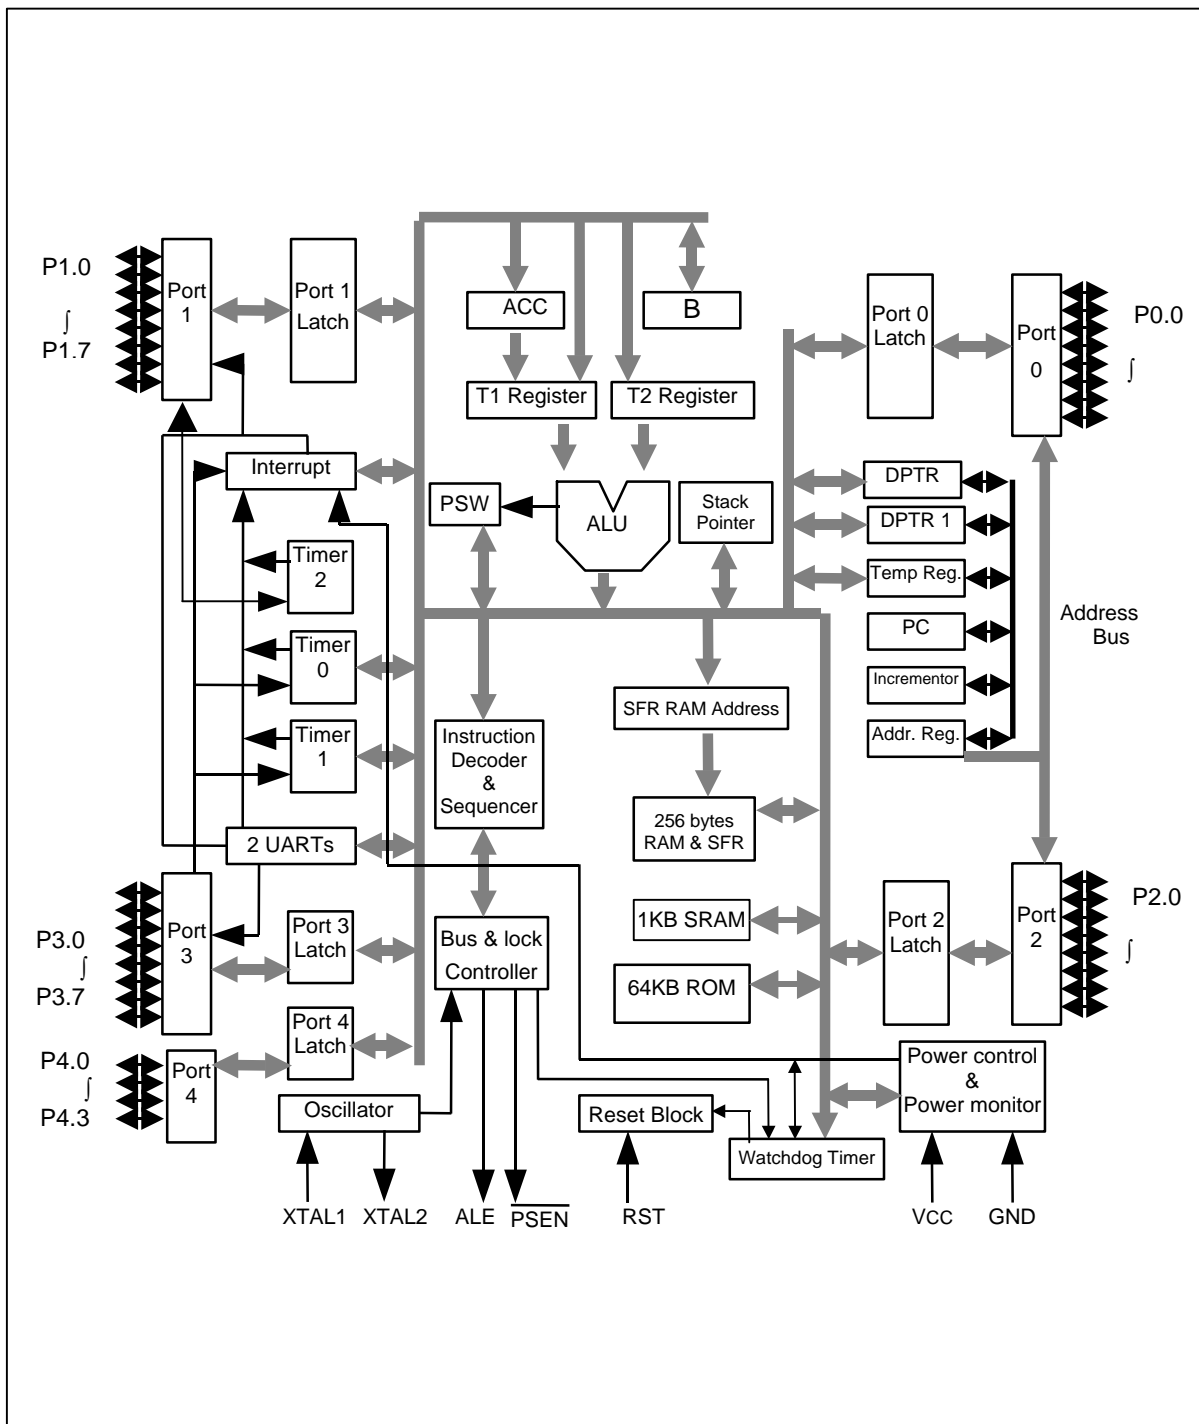 P1.0
∫
P1.7
Port
1
Port 1
Latch
ACC
B
T1 Register
T2 Register
Port 0
Latch
Port
0
P0.0
∫
Interrupt
PSW
ALU
Stack
Pointer
DPTR
DPTR 1
Temp Reg.
PC
Incrementor
Addr. Reg.
Address
Bus
Timer
2
Timer
0
Timer
1
2 UARTs
Instruction
Decoder
&
Sequencer
SFR RAM Address
256 bytes
RAM & SFR
1KB SRAM
64KB ROM
P3.0
∫
P3.7
Port
3
Port 3
Latch
Bus & lock
Controller
Port 2
Latch
Port
2
P2.0
∫
P4.0
∫
P4.3
Port
4
Port 4
Latch
Oscillator
Reset Block
Watchdog Timer
Power control
&
Power monitor
XTAL1
XTAL2
ALE
PSEN
RST
VCC
GND